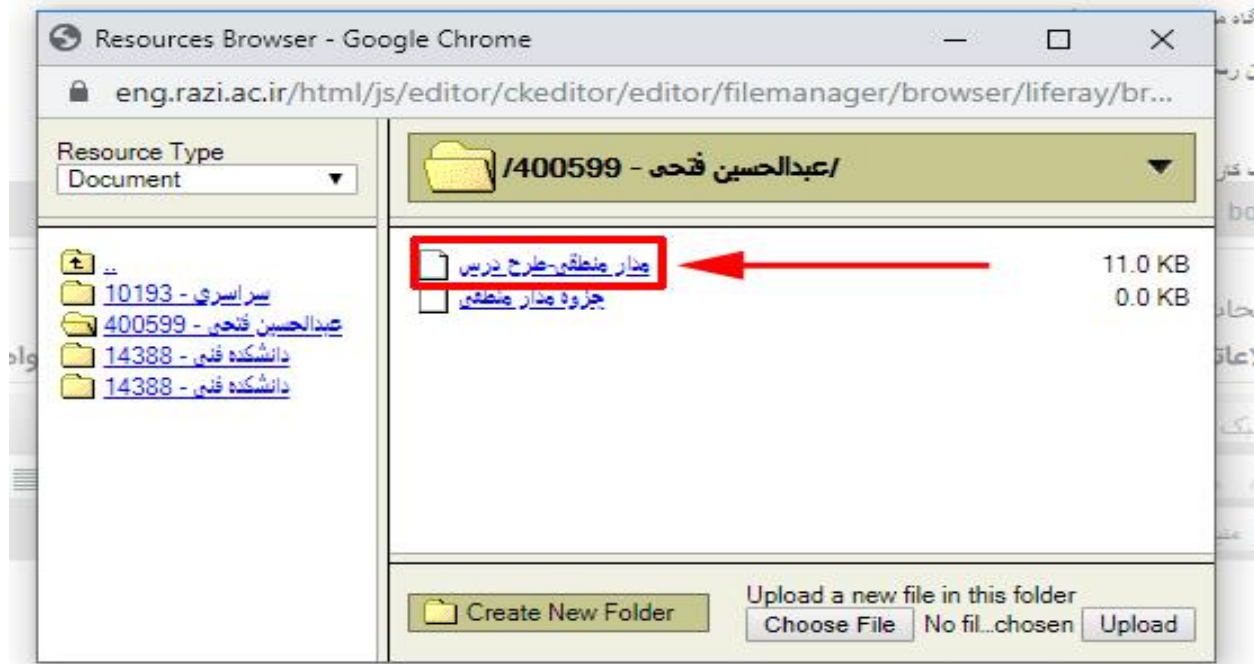 Resources Browser - Google Chrome
eng.razi.ac.ir/html/js/editor/ckeditor/editor/filemanager/browser/liferay/br...
Resource Type
Document
/عبدالحسین فتحی - 400599/
..
سراسری - 10193
عبدالحسین فتحی - 400599
دانشکده فنی - 14388
دانشکده فنی - 14388
مدار منطقی-طرح درس
11.0 KB
جزوه مدار منطقی
0.0 KB
Create New Folder
Upload a new file in this folder
Choose File No fil...chosen Upload